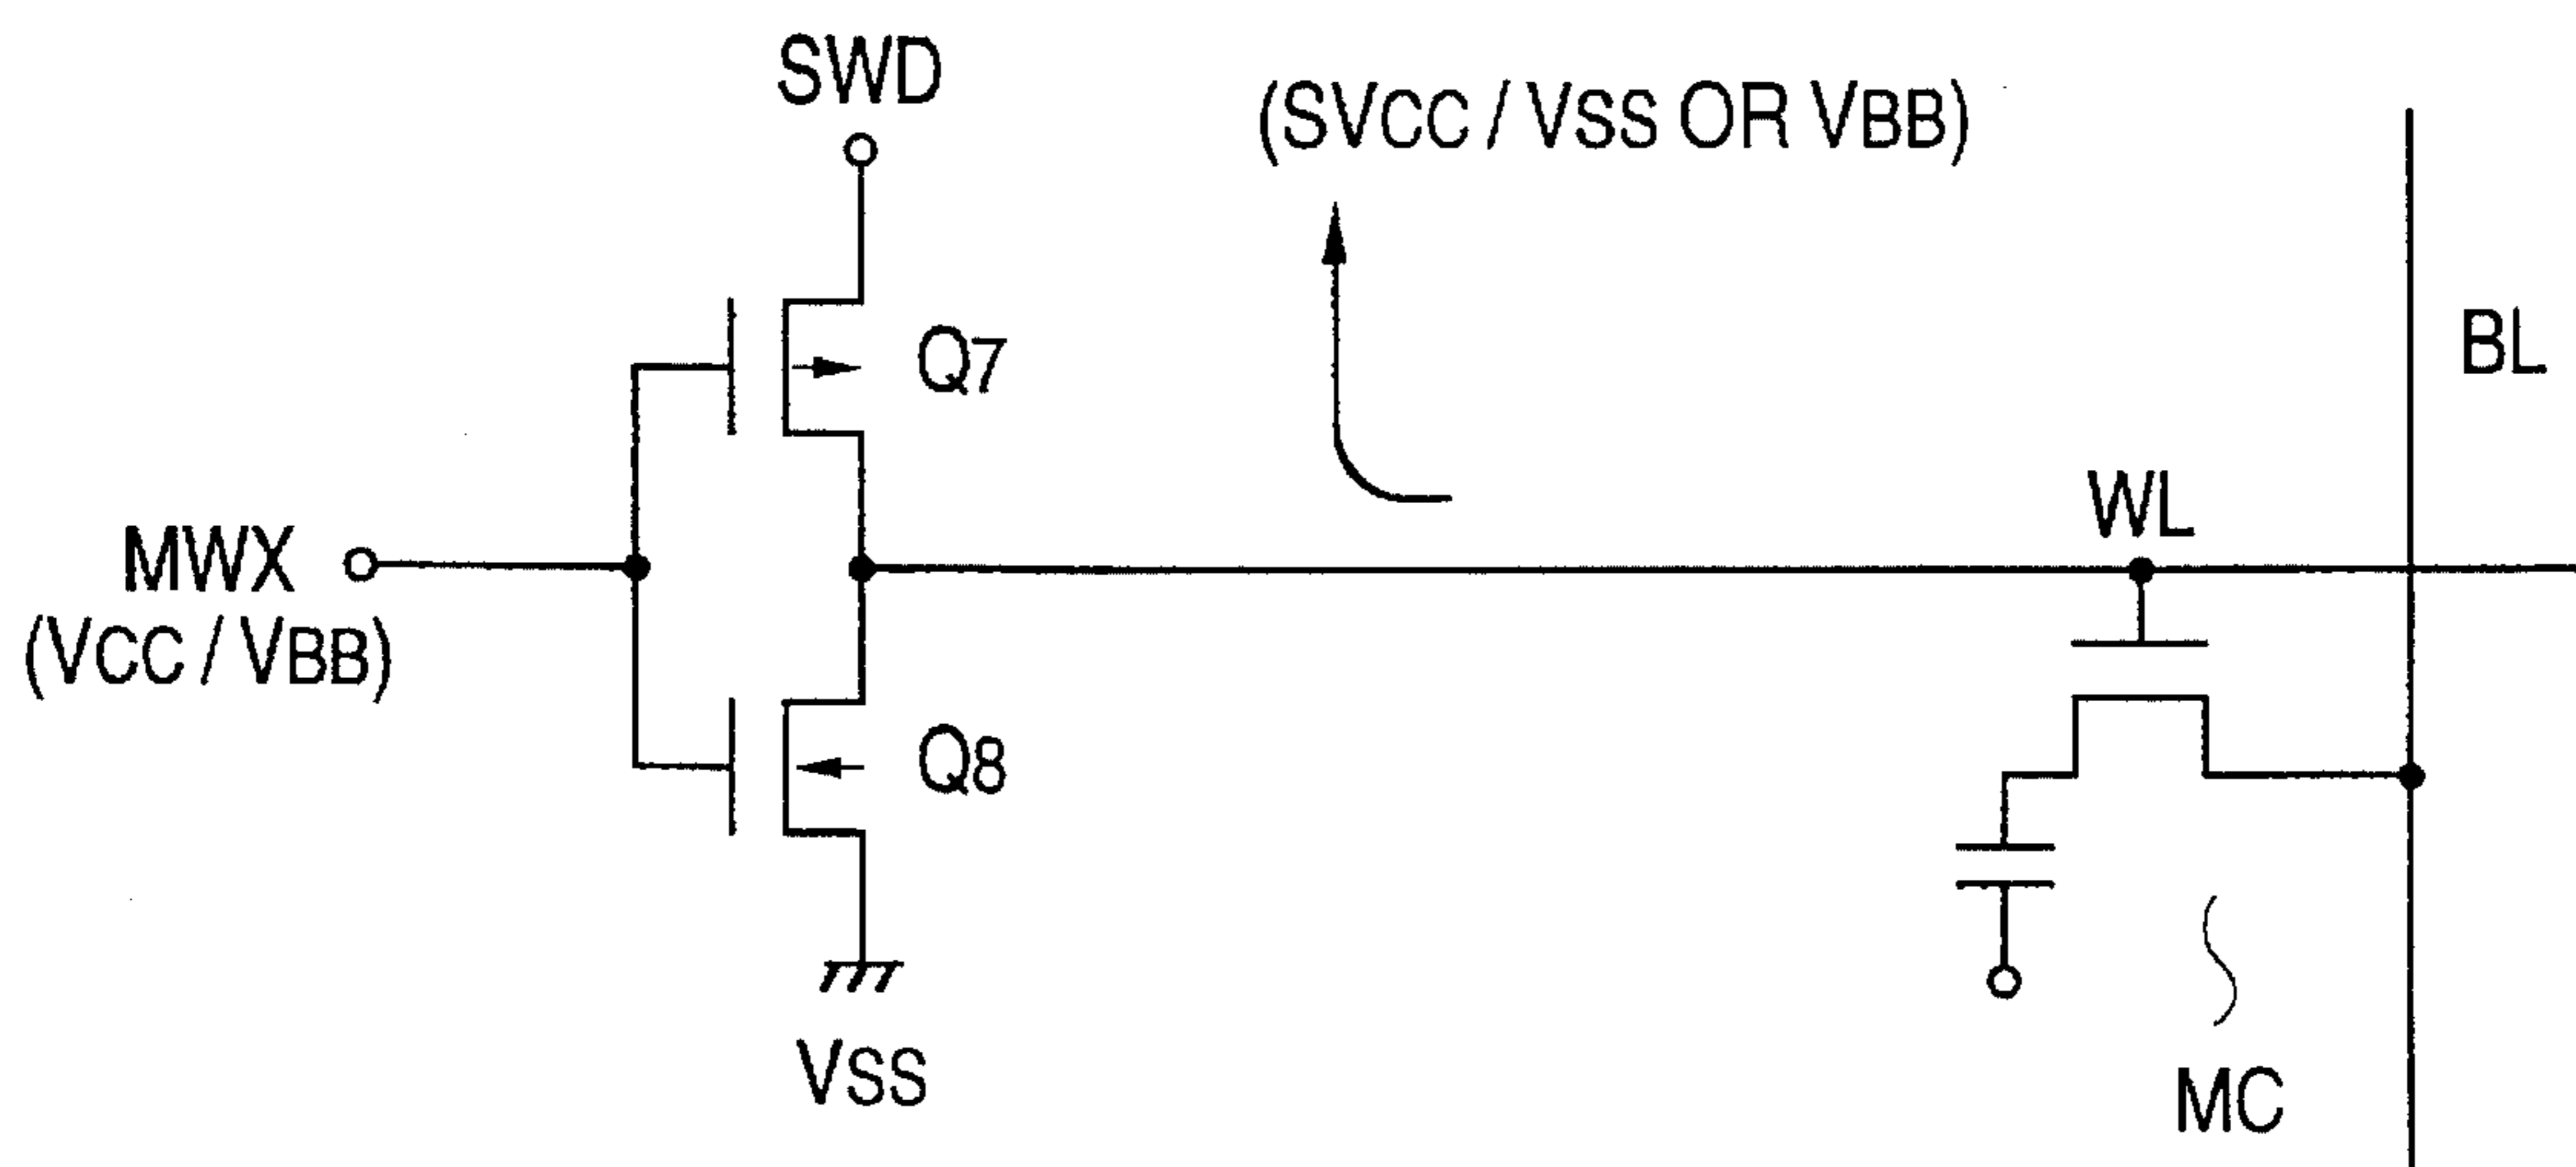 SWD
(SVCC / VSS OR VBB)
BL
Q7
WL
MWX
(VCC / VBB)
Q8
VSS
MC